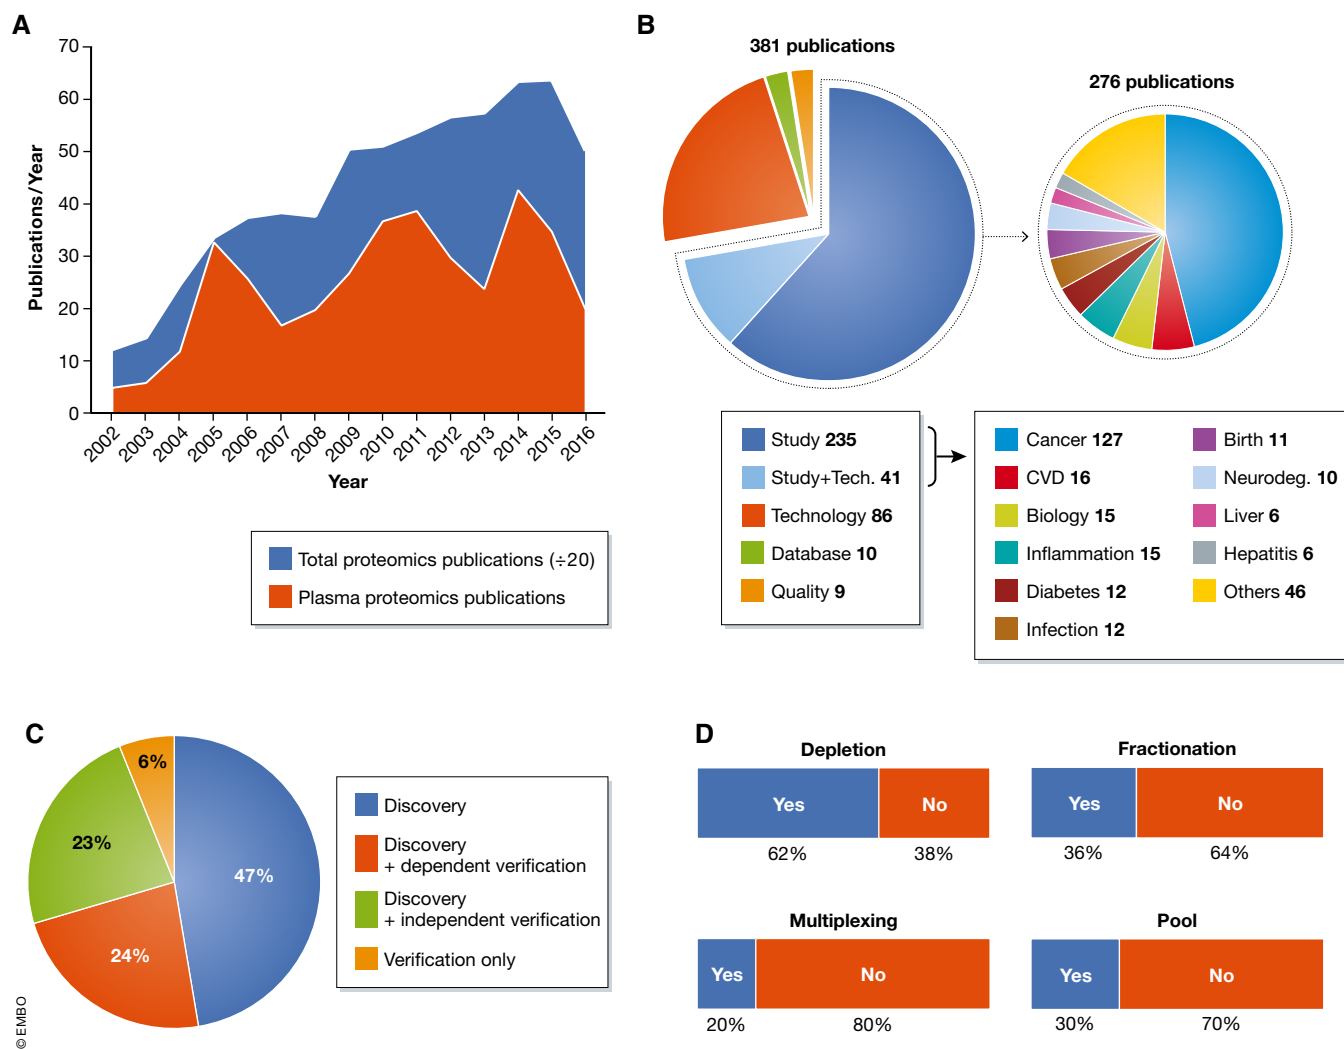 A
70
60
50
40
30
20
10
0
Publications/Year
2002 2003 2004 2005 2006 2007 2008 2009 2010 2011 2012 2013 2014 2015 2016
Year
Total proteomics publications (÷20)
Plasma proteomics publications
B
381 publications
276 publications
Study 235
Study+Tech. 41
Technology 86
Database 10
Quality 9
Cancer 127
CVD 16
Biology 15
Inflammation 15
Diabetes 12
Infection 12
Birth 11
Neurodeg. 10
Liver 6
Hepatitis 6
Others 46
C
6%
23%
47%
24%
Discovery
Discovery
+ dependent verification
Discovery
+ independent verification
Verification only
© EMBO
D
Depletion
Yes No
62% 38%
Fractionation
Yes No
36% 64%
Multiplexing
Yes No
20% 80%
Pool
Yes No
30% 70%